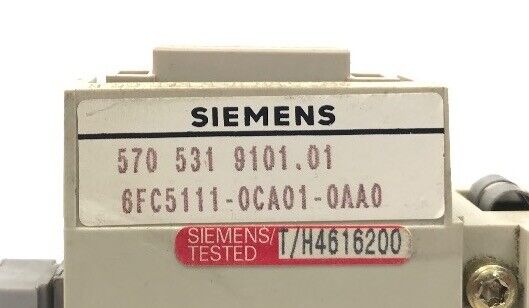 SIEMENS
570 531 9101.01
6FC5111-0CA01-0AA0
SIEMENS/
TESTED
T/H4616200